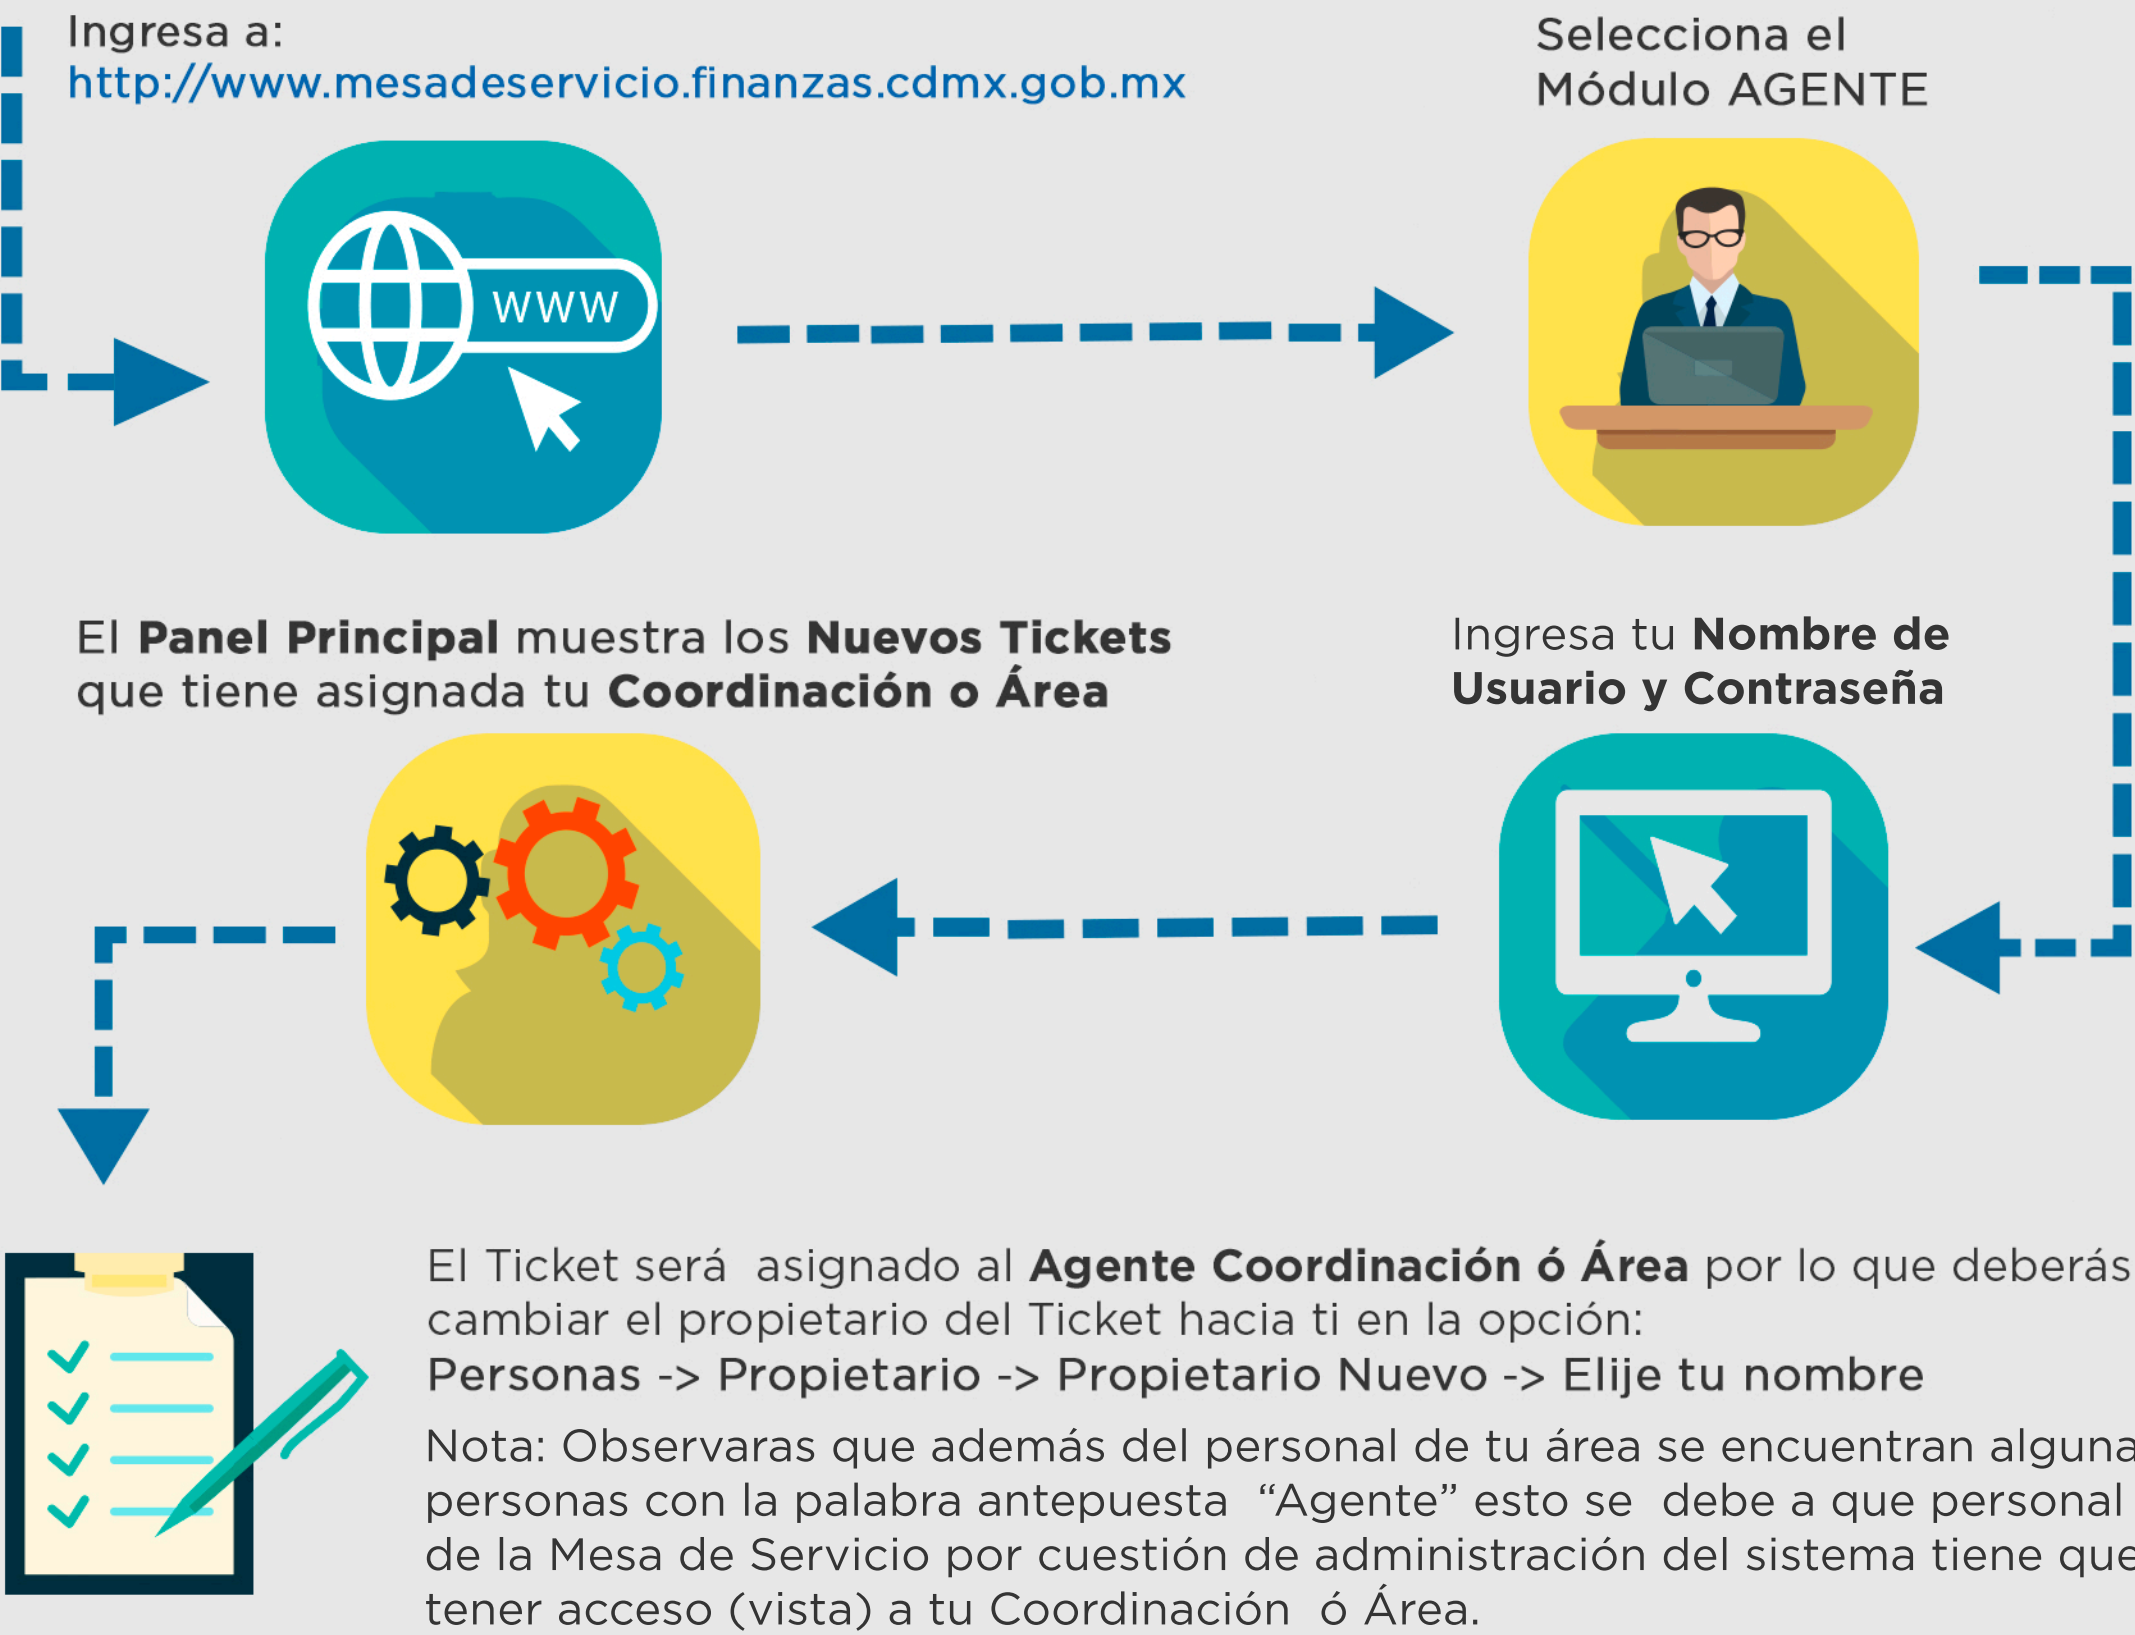 Ingresa a:
http://www.mesadeservicio.finanzas.cdmx.gob.mx
Selecciona el
Módulo AGENTE
WWW
Ingresa tu Nombre de
Usuario y Contraseña
El Panel Principal muestra los Nuevos Tickets
que tiene asignada tu Coordinación o Área
El Ticket será  asignado al Agente Coordinación ó Área por lo que deberás
cambiar el propietario del Ticket hacia ti en la opción:
Personas -> Propietario -> Propietario Nuevo -> Elije tu nombre
Nota: Observaras que además del personal de tu área se encuentran alguna
personas con la palabra antepuesta  “Agente” esto se  debe a que personal
de la Mesa de Servicio por cuestión de administración del sistema tiene que
tener acceso (vista) a tu Coordinación  ó Área.